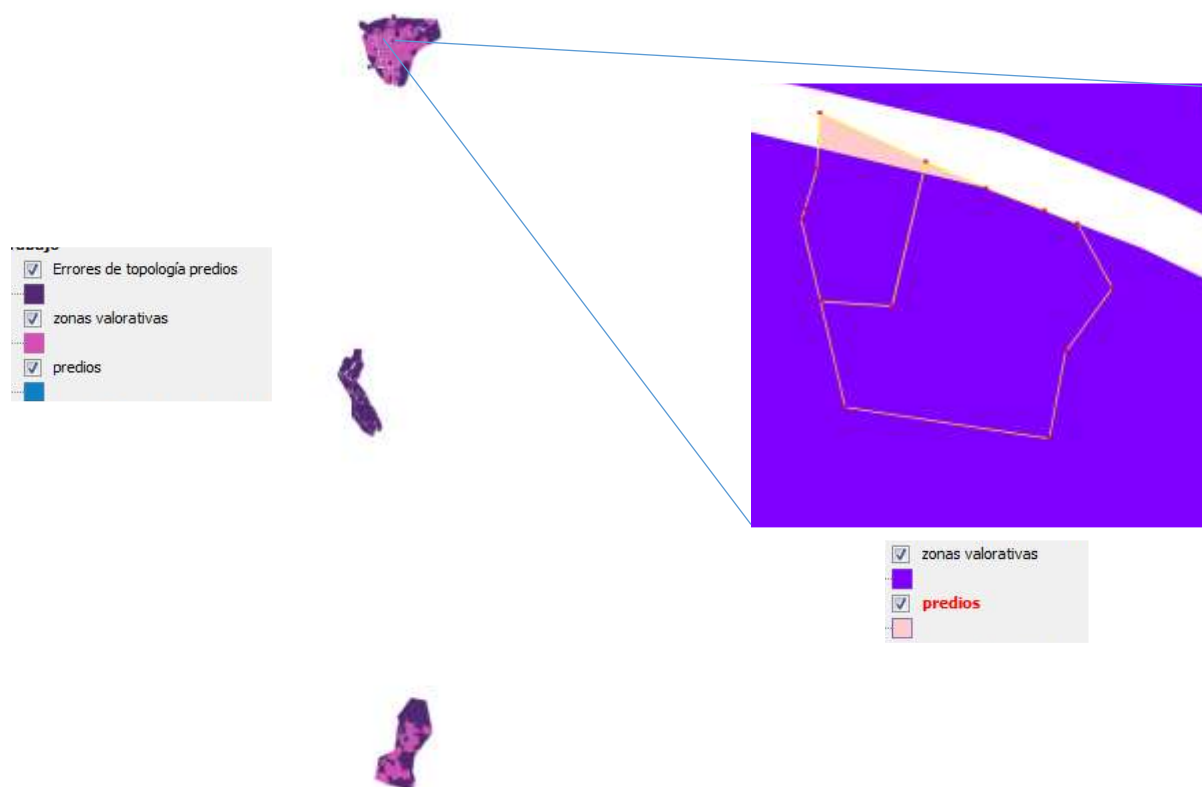 Errores de topología predios
zonas valorativas
predios
zonas valorativas
predios